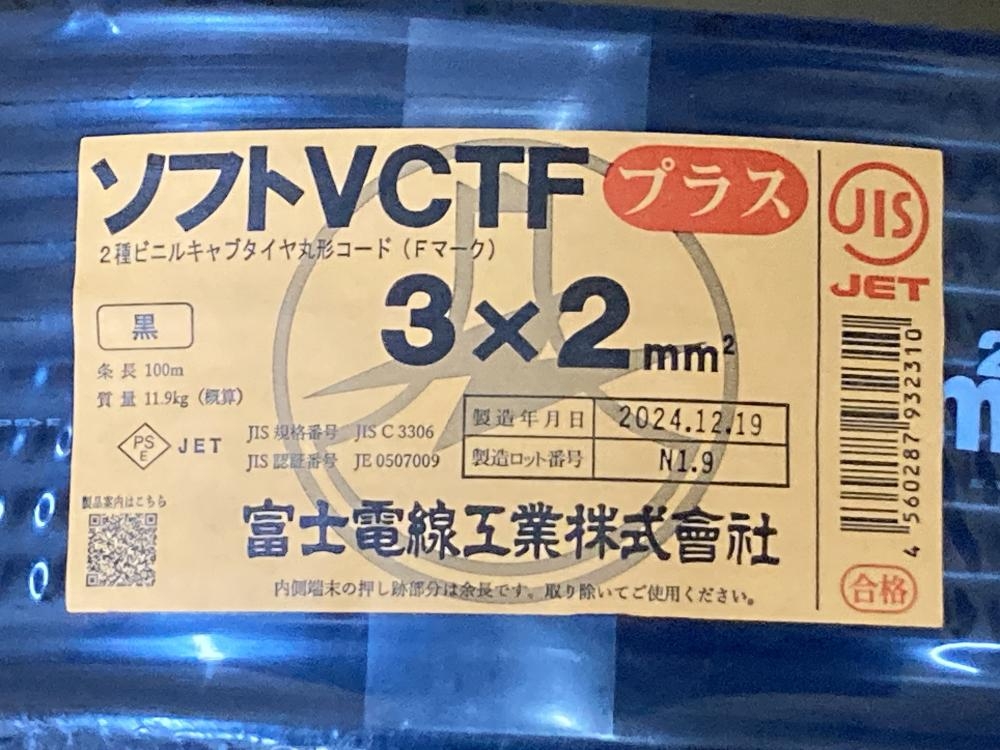 ソフトVCTF プラス
2種ビニルキャブタイヤ丸形コード（Fマーク）
3×2mm²
黒
条長 100m
質量 11.9kg（概算）
PS
E
JET
JIS 規格番号 JIS C 3306
JIS 認証番号 JE 0507009
製造年月日 2024.12.19
製造ロット番号 N1.9
製品案内はこちら
富士電線工業株式會社
内側端末の押し跡部分は余長です。取り除いてご使用ください。
JIS
JET
4 560287 932310
合格